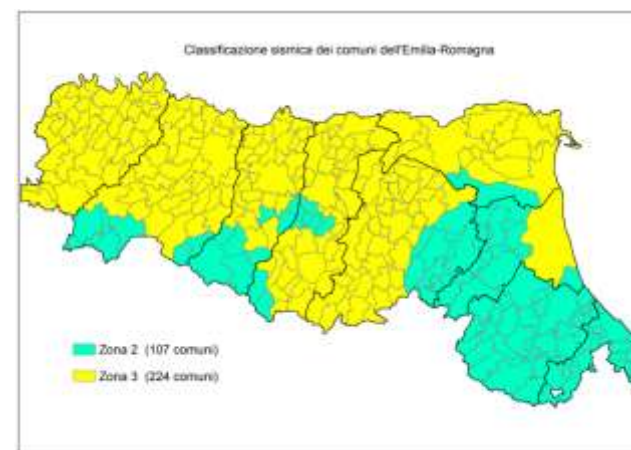 Classificazione sismica dei comuni dell'Emilia-Romagna
Zona 2 (107 comuni)
Zona 3 (224 comuni)